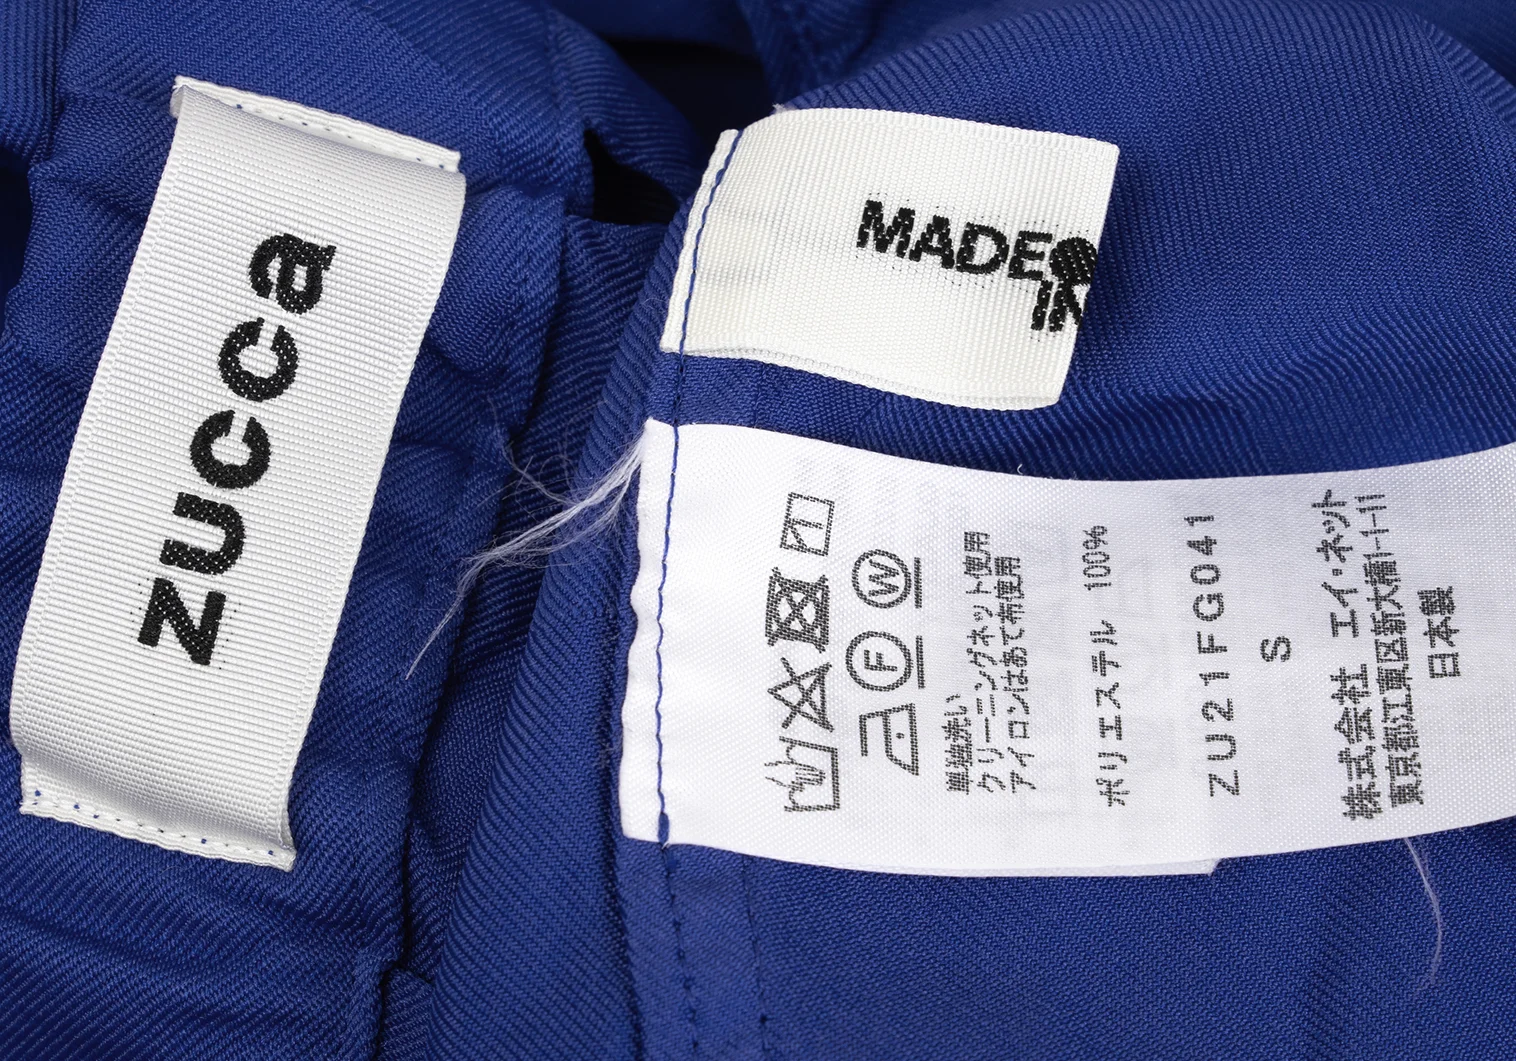 zucca
MADE
IN
F
W
単独洗い
クリーニングネット使用
アイロンはあて布使用
ポリエステル 100%
ZU21FG041
S
株式会社 エイ・ネット
東京都江東区新大橋1-1-11
日本製